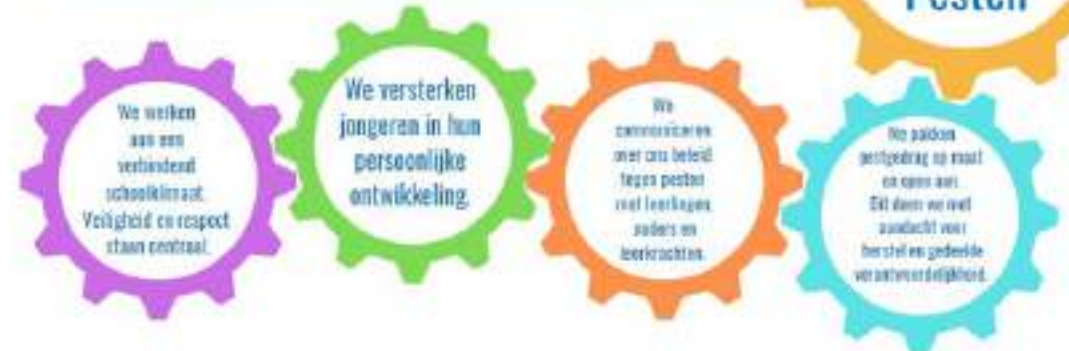 Pesten
We werken
aan een
verbindend
schoolklimaat.
Veiligheid en respect
staan centraal.
We versterken
jongeren in hun
persoonlijke
ontwikkeling.
We
communiceren
over ons beleid
tegen pesten
met leerlingen,
ouders en
leerkrachten.
We pakken
pestgedrag op maat
en open aan.
Dit doen we met
aandacht voor
herstel en gedeelde
verantwoordelijkheid.